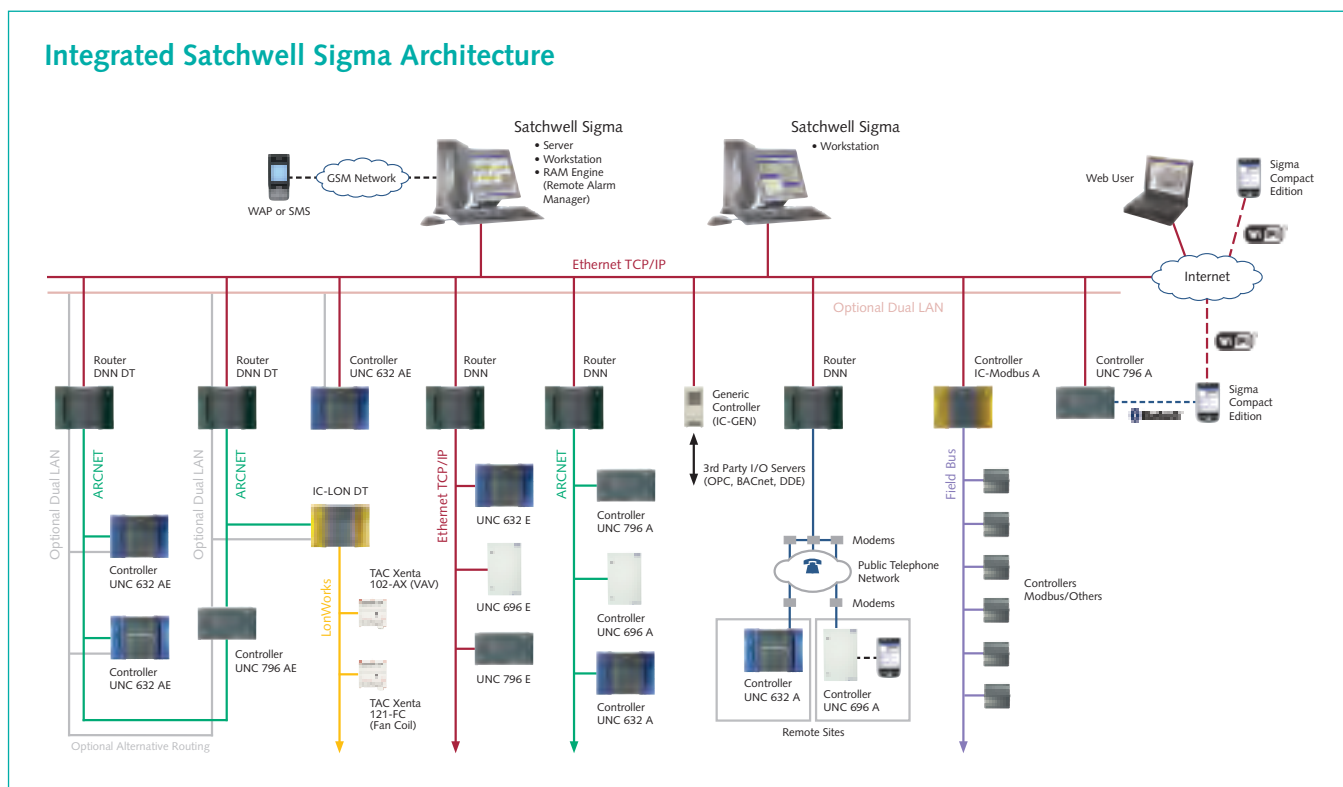 Integrated Satchwell Sigma Architecture
Satchwell Sigma
• Server
• Workstation
• RAM Engine
(Remote Alarm
Manager)
Satchwell Sigma
• Workstation
GSM Network
WAP or SMS
Web User
Sigma
Compact
Edition
Internet
Ethernet TCP/IP
Optional Dual LAN
Router
DNN DT
Router
DNN DT
Controller
UNC 632 AE
Router
DNN
Router
DNN
Generic
Controller
(IC-GEN)
Router
DNN
Controller
IC-Modbus A
Controller
UNC 796 A
Sigma
Compact
Edition
3rd Party I/O Servers
(OPC, BACnet, DDE)
Optional Dual LAN
ARCNET
Optional Dual LAN
ARCNET
IC-LON DT
LonWorks
Ethernet TCP/IP
ARCNET
Field Bus
Controller
UNC 632 AE
Controller
UNC 632 AE
Controller
UNC 796 AE
TAC Xenta
102-AX (VAV)
TAC Xenta
121-FC
(Fan Coil)
UNC 632 E
UNC 696 E
UNC 796 E
Controller
UNC 796 A
Controller
UNC 696 A
Controller
UNC 632 A
Modems
Public Telephone
Network
Modems
Controller
UNC 632 A
Controller
UNC 696 A
Remote Sites
Controllers
Modbus/Others
Optional Alternative Routing